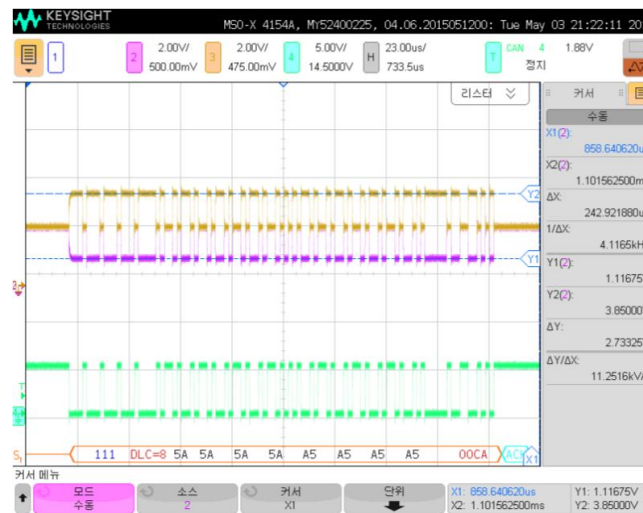 KEYSIGHT
TECHNOLOGIES
MSO-X 4154A, MY52400225, 04.06.2015051200: Tue May 03 21:22:11 20
1
2 2.00V/ 500.00mV
3 2.00V/ 475.00mV
4 5.00V/ 14.5000V
H 23.00us/ 733.5us
T CAN 4 1.88V
정지
리스터
커서
수동
X1(2):
858.640620u
X2(2):
1.101562500m
ΔX:
242.921880u
1/ΔX:
4.1165kH
Y1(2):
1.11675
Y2(2):
3.85000
ΔY:
2.73325
ΔY/ΔX:
11.2516kV/
Y2
Y1
T
S1 111 DLC=8 5A 5A 5A 5A A5 A5 A5 A5 00CA ACK X1
커서 메뉴
모드
수동
소스
2
커서
X1
단위
X1: 858.640620us
X2: 1.101562500ms
Y1: 1.11675V
Y2: 3.85000V